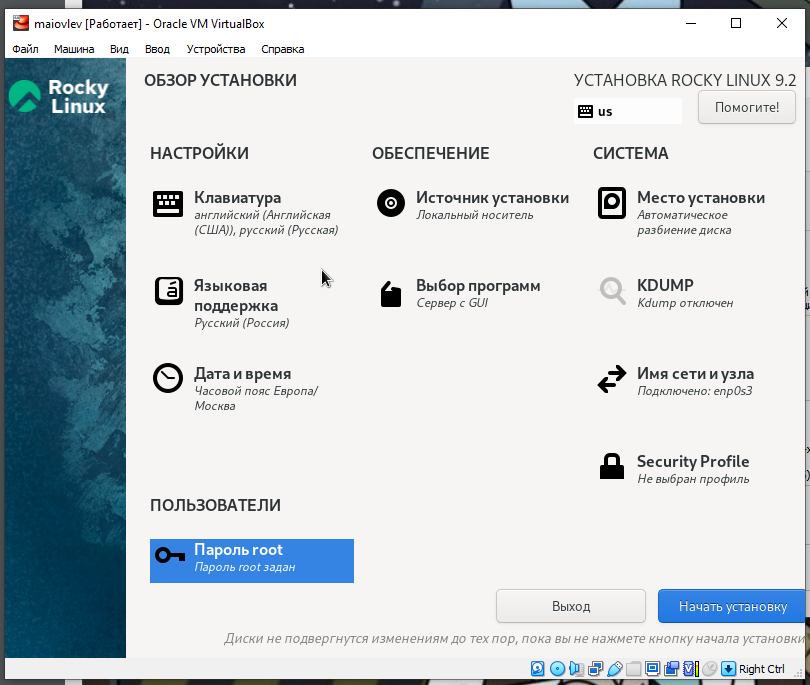 maiovlev [Работает] - Oracle VM VirtualBox
Файл Машина Вид Ввод Устройства Справка
Rocky
Linux
ОБЗОР УСТАНОВКИ
УСТАНОВКА ROCKY LINUX 9.2
us
Помогите!
НАСТРОЙКИ
Клавиатура
английский (Английская
(США)), русский (Русская)
Языковая
поддержка
Русский (Россия)
Дата и время
Часовой пояс Европа/
Москва
ОБЕСПЕЧЕНИЕ
Источник установки
Локальный носитель
Выбор программ
Сервер с GUI
СИСТЕМА
Место установки
Автоматическое
разбиение диска
KDUMP
Kdump отключен
Имя сети и узла
Подключено: enp0s3
Security Profile
Не выбран профиль
ПОЛЬЗОВАТЕЛИ
Пароль root
Пароль root задан
Выход
Начать установку
Диски не подвергнутся изменениям до тех пор, пока вы не нажмете кнопку начала установки
Right Ctrl